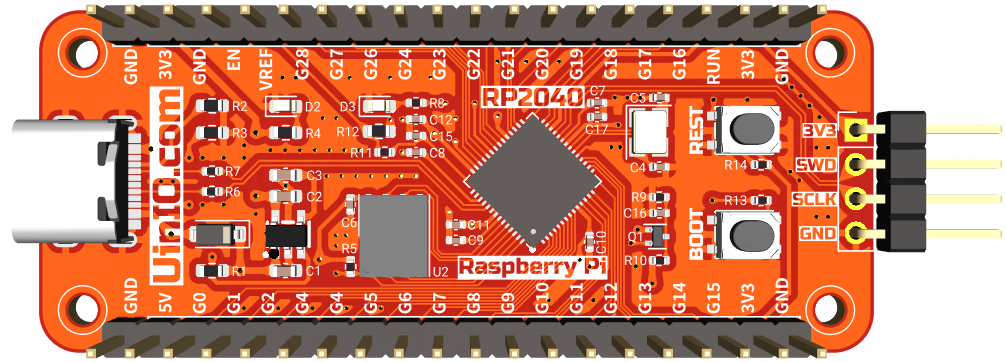 GND 3V3 GND EN VREF G28 G27 G26 G24 G23 G22 G21 G20 G19 G18 G17 G16 RUN 3V3 GND
UinIO.com
RP2040
R2 D2 D3 R8 C7 C5
C12
R3 R4 R12 C15 C17 REST 3V3
R11 C8
R7 C3 C4 R14 SWD
R6 C2 R9 R13 SCLK
C6 C16
C11
C9 C10 Q1 BOOT GND
R5 R10
R1 C1 U2
Raspberry Pi
GND 5V G0 G1 G2 G4 G4 G5 G6 G7 G8 G9 G10 G11 G12 G13 G14 G15 3V3 GND